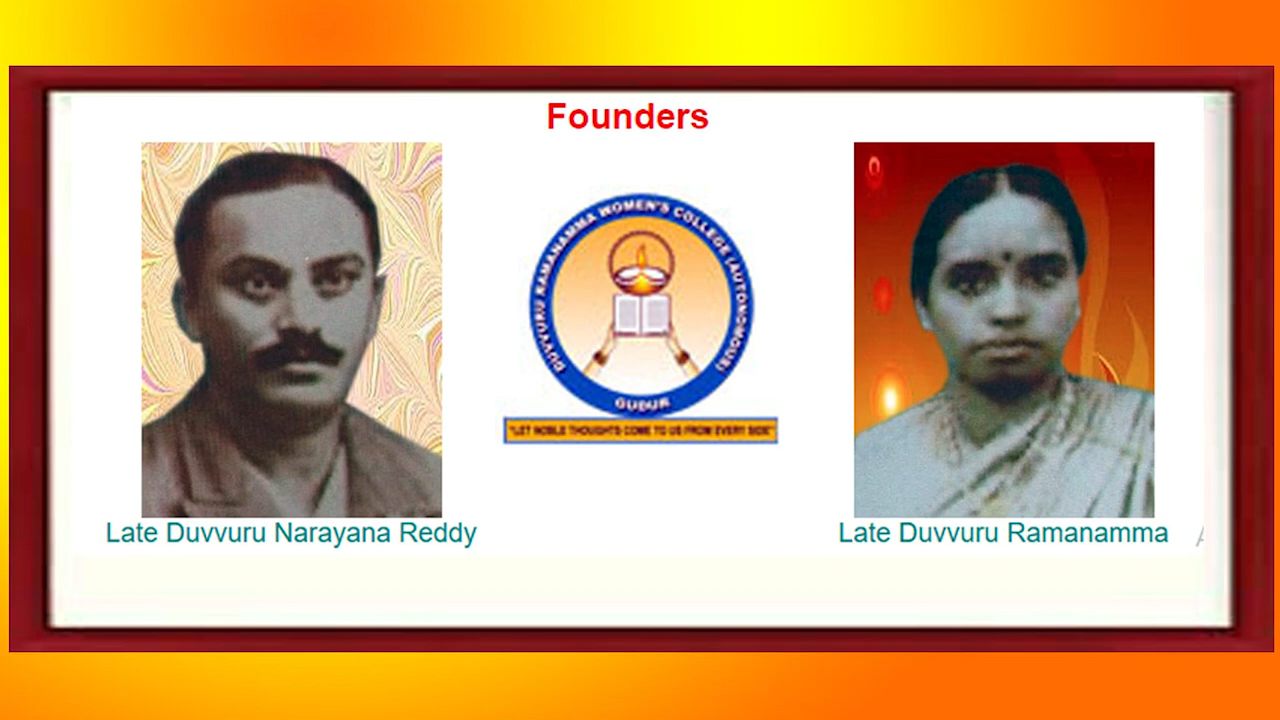 Founders
DUVVURU RAMANAMMA WOMEN'S COLLEGE (AUTONOMOUS)
GUDUR
"LET NOBLE THOUGHTS COME TO US FROM EVERY SIDE"
Late Duvvuru Narayana Reddy
Late Duvvuru Ramanamma